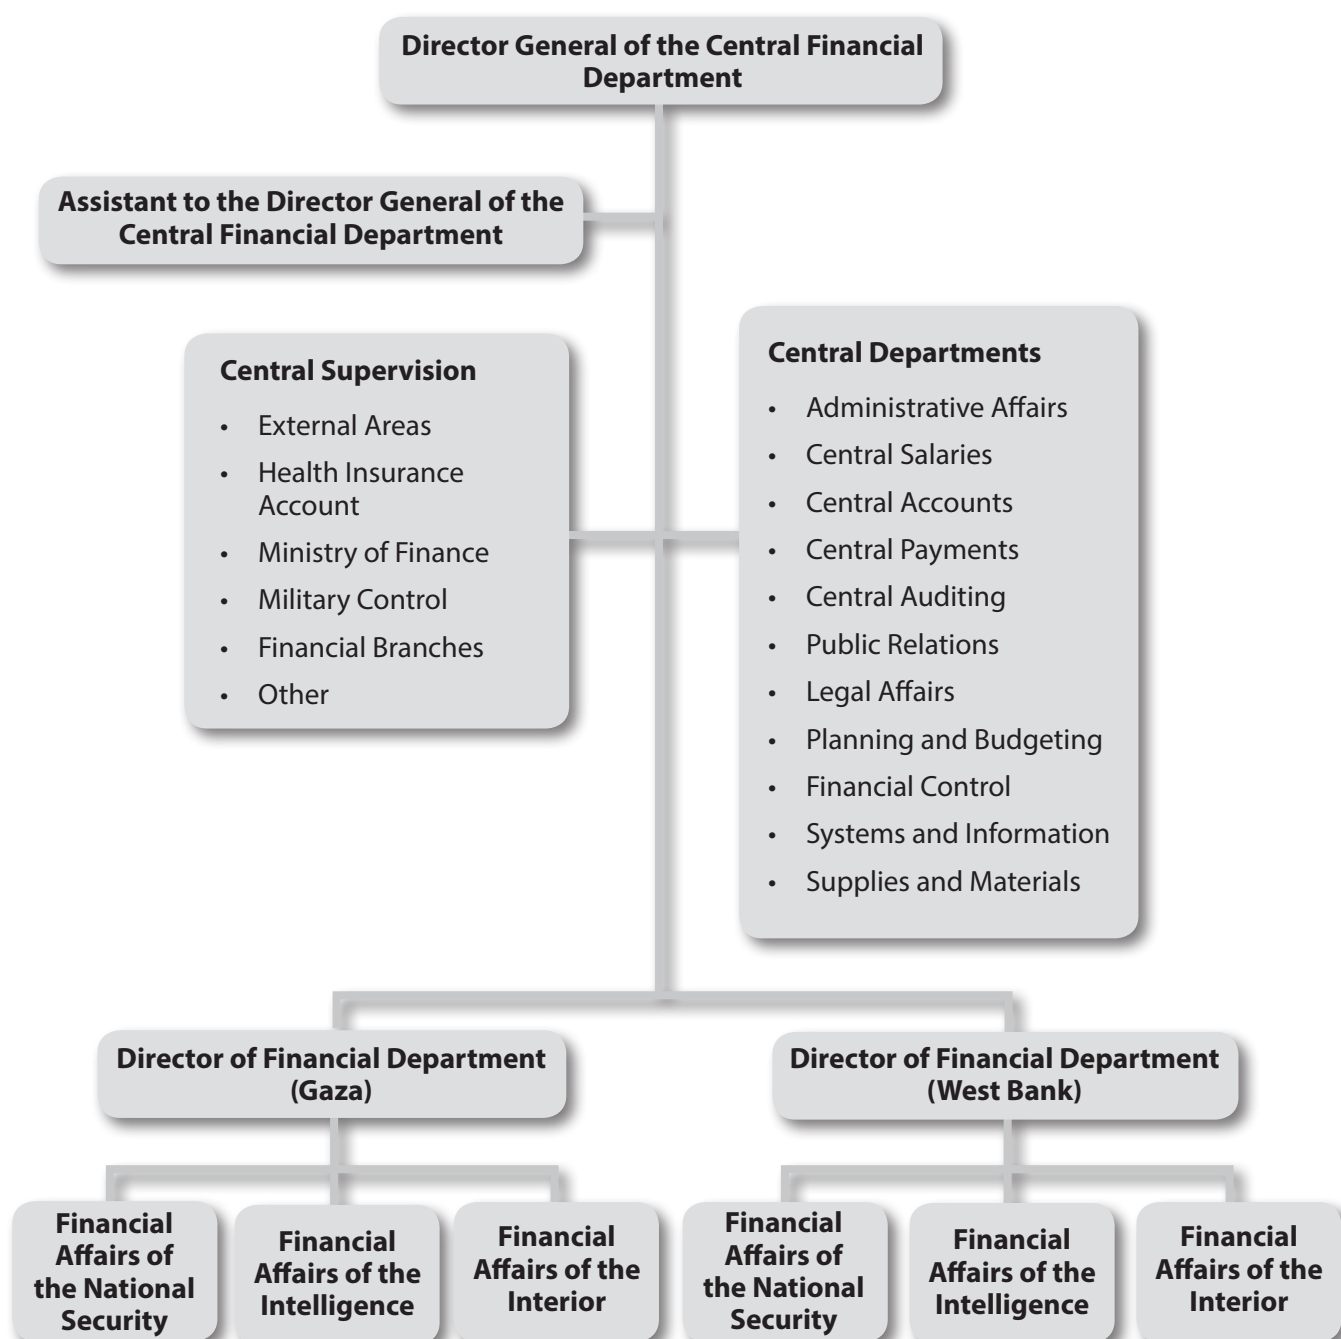 Director General of the Central Financial
Department
Assistant to the Director General of the
Central Financial Department
Central Supervision
• External Areas
• Health Insurance
Account
• Ministry of Finance
• Military Control
• Financial Branches
• Other
Central Departments
• Administrative Affairs
• Central Salaries
• Central Accounts
• Central Payments
• Central Auditing
• Public Relations
• Legal Affairs
• Planning and Budgeting
• Financial Control
• Systems and Information
• Supplies and Materials
Director of Financial Department
(Gaza)
Director of Financial Department
(West Bank)
Financial
Affairs of
the National
Security
Financial
Affairs of the
Intelligence
Financial
Affairs of the
Interior
Financial
Affairs of
the National
Security
Financial
Affairs of the
Intelligence
Financial
Affairs of the
Interior